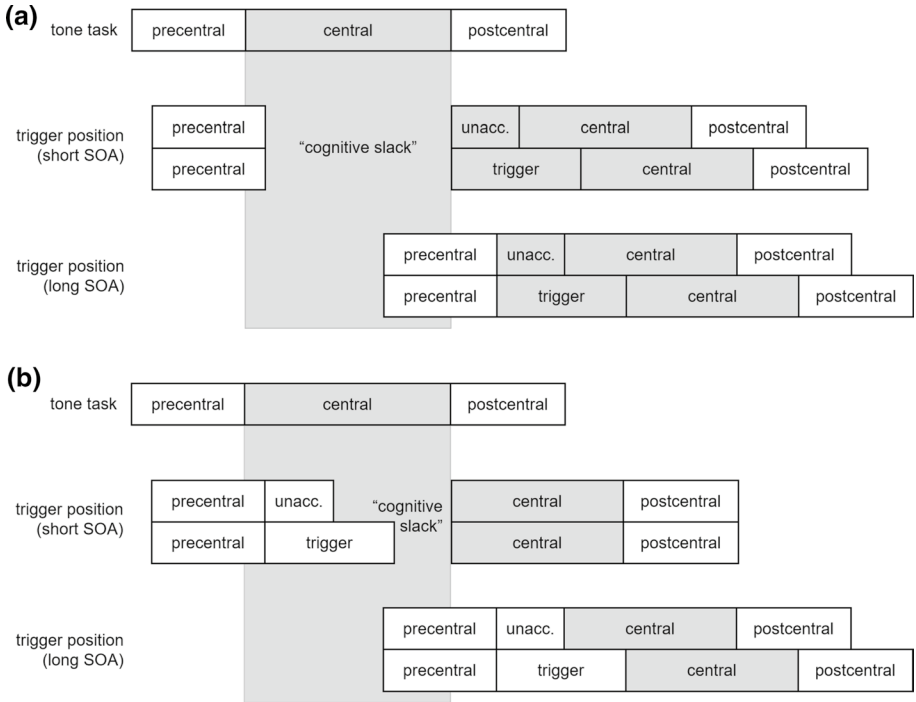 (a)
tone task
precentral central postcentral
trigger position
(short SOA)
precentral
precentral
"cognitive slack"
unacc. central postcentral
trigger central postcentral
trigger position
(long SOA)
precentral unacc. central postcentral
precentral trigger central postcentral
(b)
tone task
precentral central postcentral
trigger position
(short SOA)
precentral unacc.
precentral trigger
"cognitive
slack"
central postcentral
central postcentral
trigger position
(long SOA)
precentral unacc. central postcentral
precentral trigger central postcentral